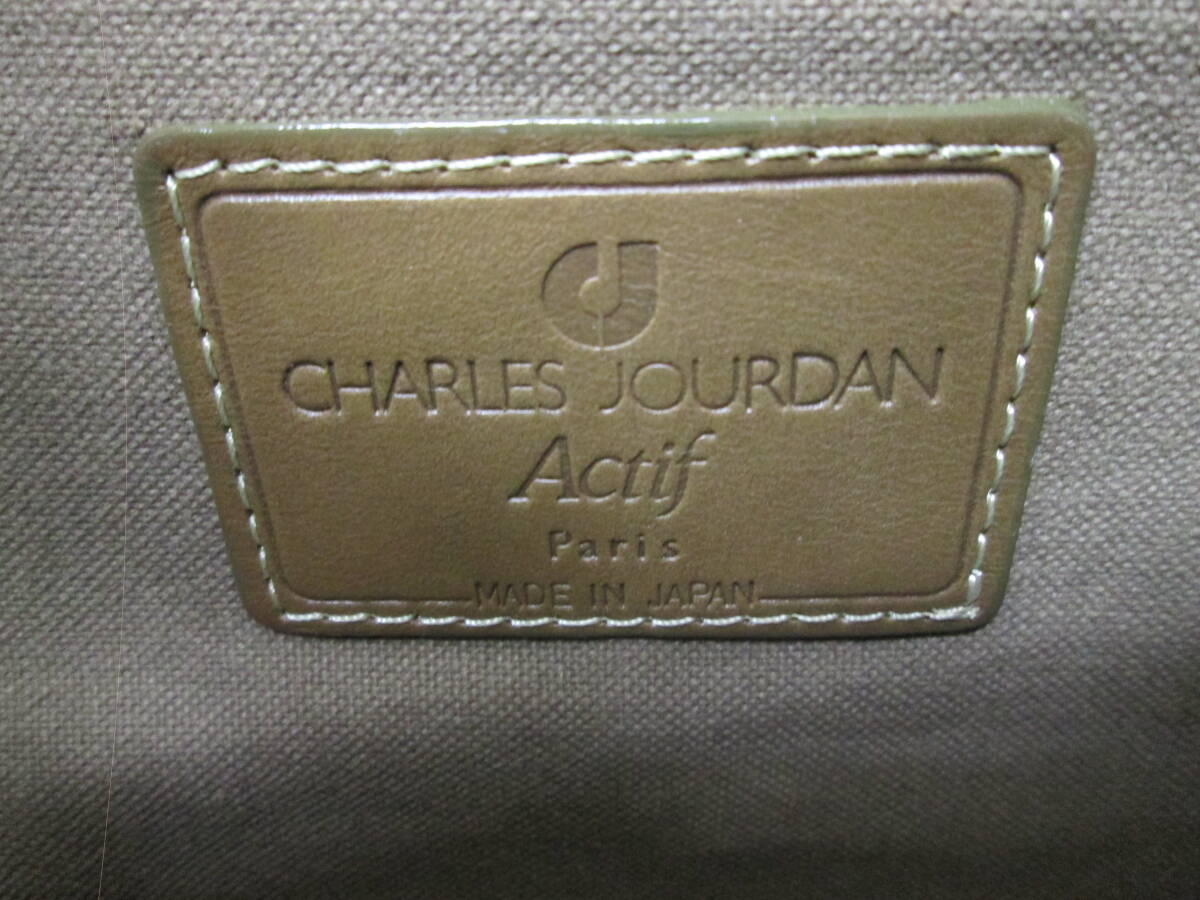 CHARLES JOURDAN
Actif
Paris
MADE IN JAPAN